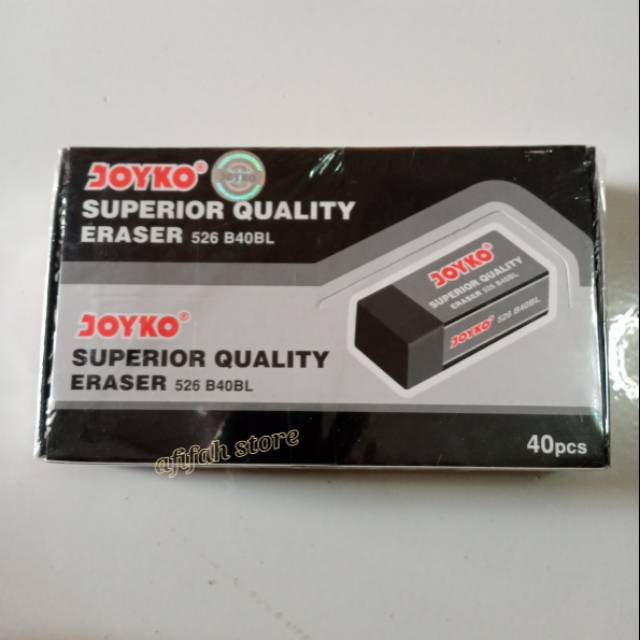 JOYKO®
JOYKO
SUPERIOR QUALITY
ERASER 526 B40BL
JOYKO®
SUPERIOR QUALITY
ERASER 526 B40BL
JOYKO®
SUPERIOR QUALITY
ERASER 526 B40BL
JOYKO® 526 B40BL
40pcs
afifah store